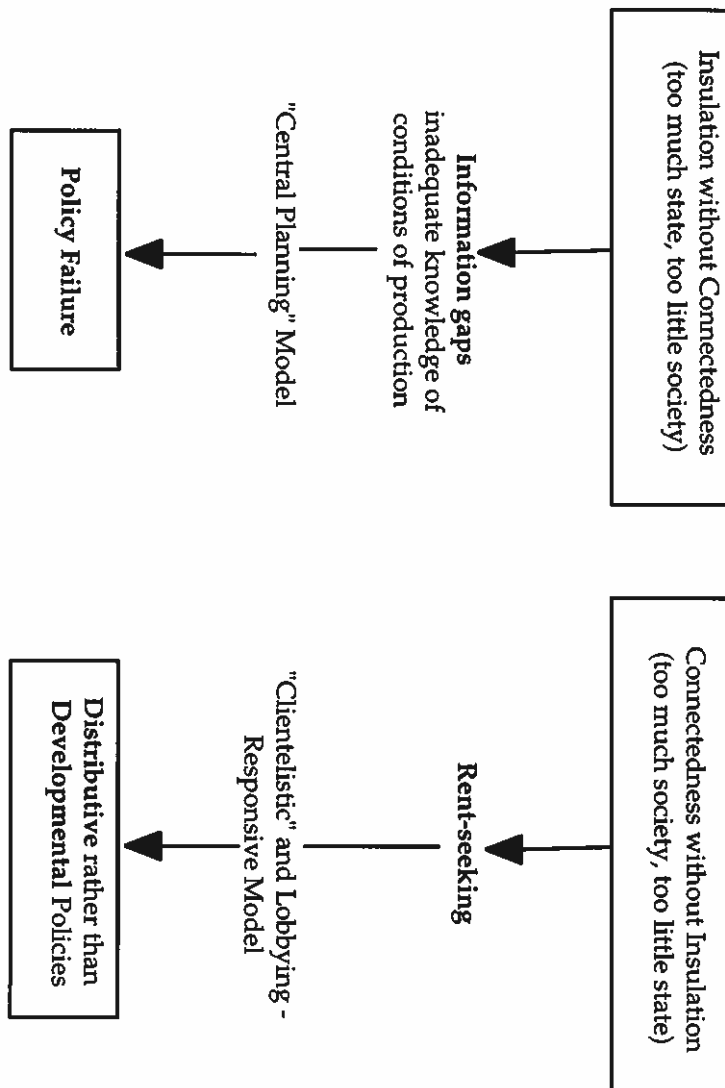 Insulation without Connectedness
(too much state, too little society)
Information gaps
inadequate knowledge of
conditions of production
"Central Planning" Model
Policy Failure
Connectedness without Insulation
(too much society, too little state)
Rent-seeking
"Clientelistic" and Lobbying -
Responsive Model
Distributive rather than
Developmental Policies